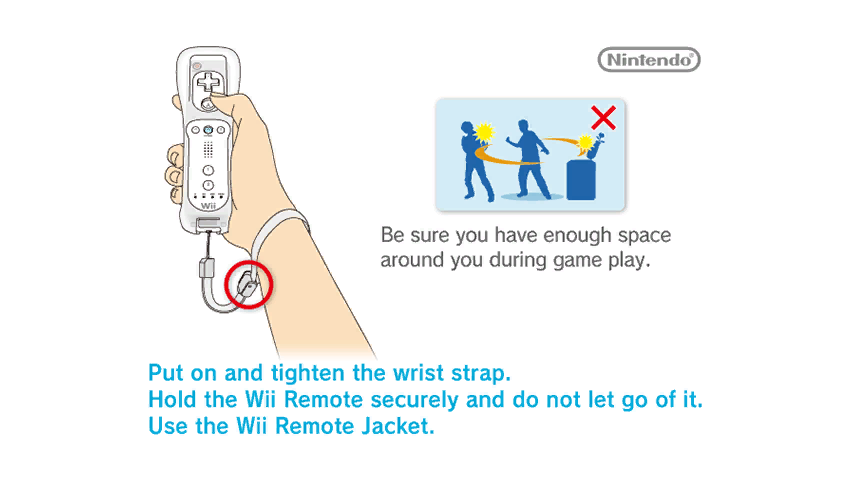 Nintendo®
Wii
Be sure you have enough space
around you during game play.
Put on and tighten the wrist strap.
Hold the Wii Remote securely and do not let go of it.
Use the Wii Remote Jacket.